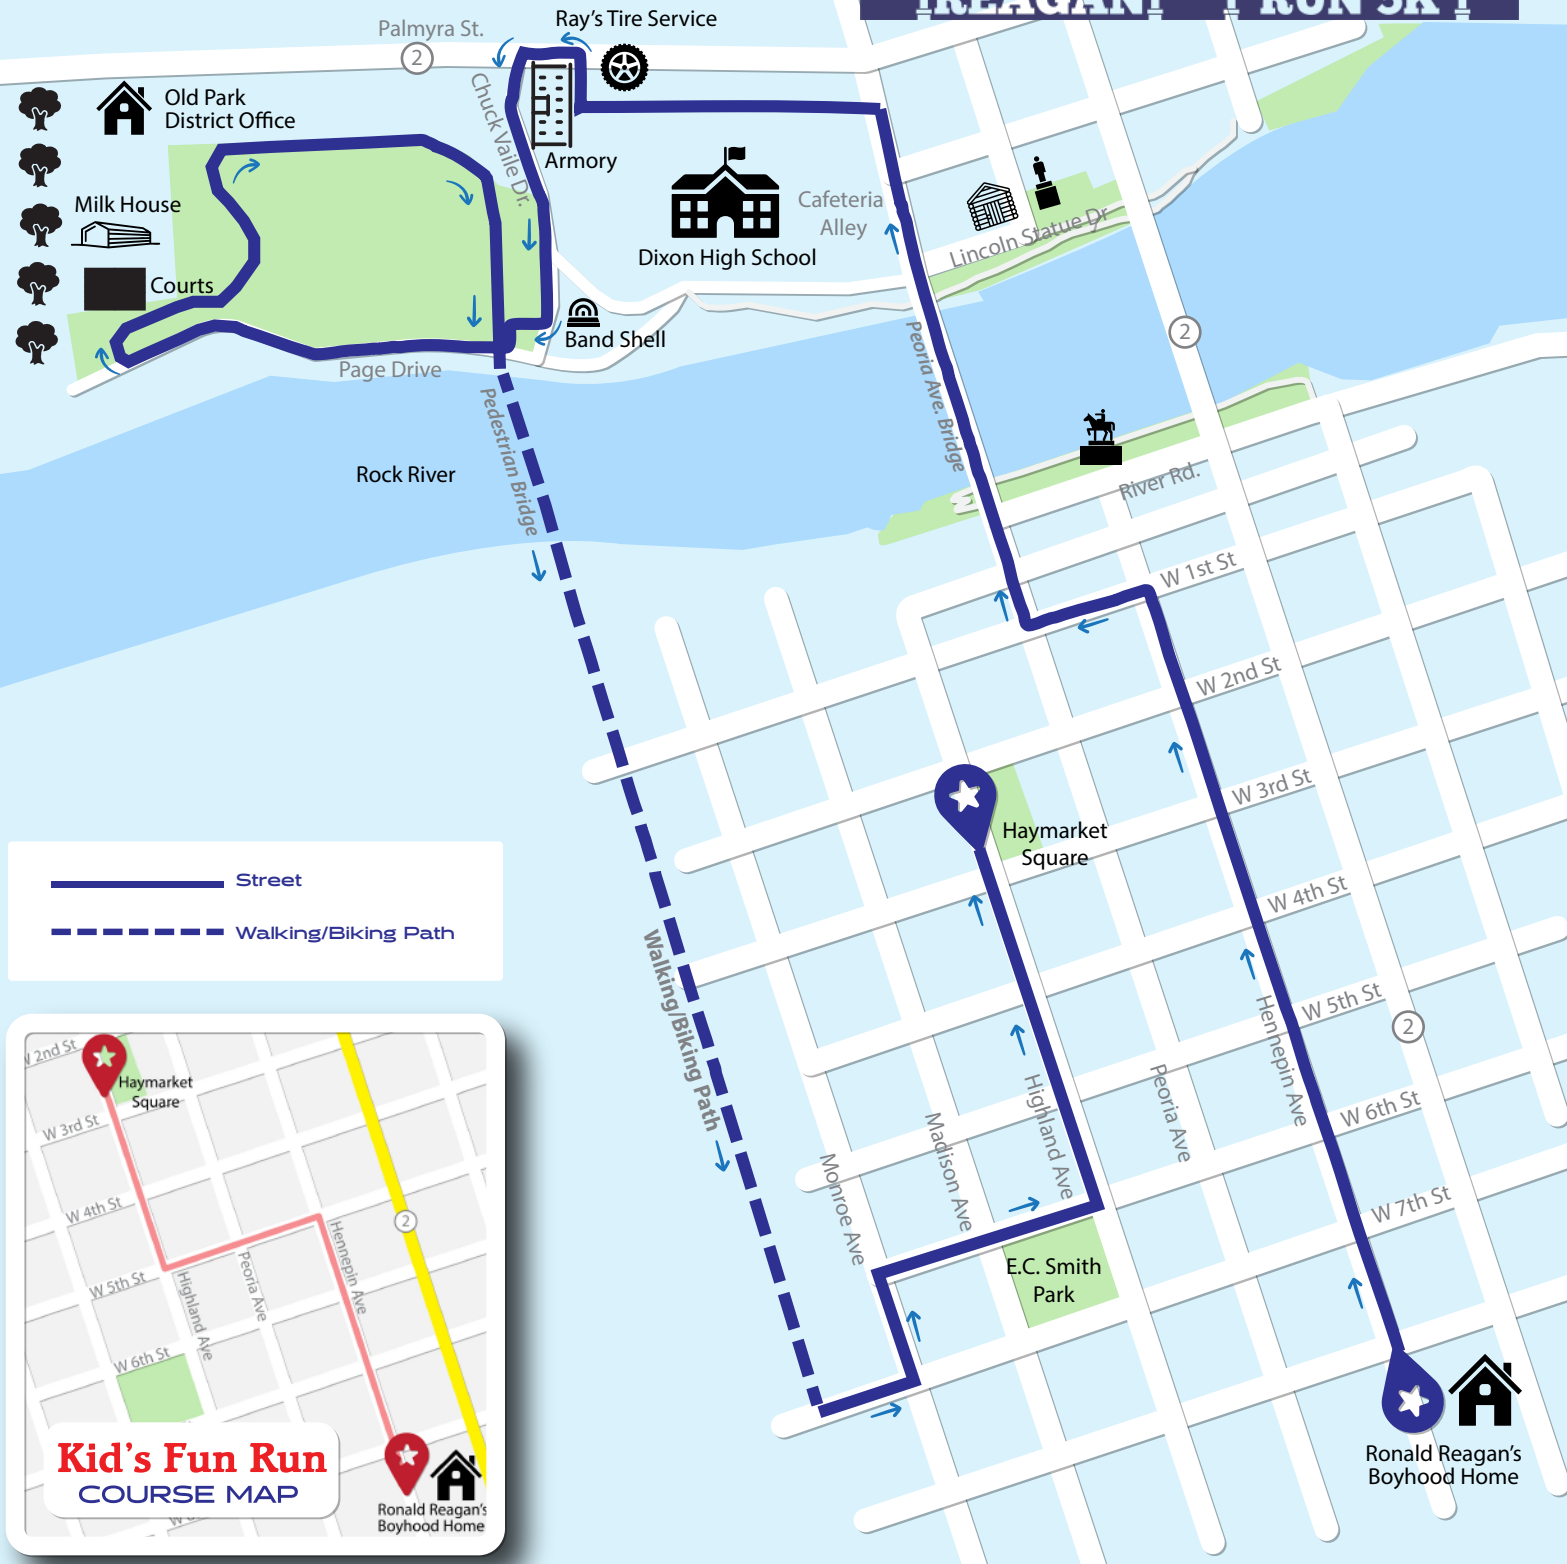 REAGAN RUN 5K
Palmyra St.
2
Ray's Tire Service
Chuck Vaile Dr.
Old Park
District Office
Armory
Milk House
Courts
Dixon High School
Cafeteria
Alley
Lincoln Statue Dr
Band Shell
Page Drive
Pedestrian Bridge
Peoria Ave. Bridge
2
Rock River
River Rd.
W 1st St
W 2nd St
W 3rd St
Haymarket
Square
W 4th St
W 5th St
2
Street
Walking/Biking Path
Walking/Biking Path
Monroe Ave
Madison Ave
Highland Ave
Peoria Ave
Hennepin Ave
W 6th St
W 7th St
E.C. Smith
Park
Ronald Reagan's
Boyhood Home
W 2nd St
Haymarket
Square
W 3rd St
W 4th St
W 5th St
Highland Ave
Peoria Ave
Hennepin Ave
2
W 6th St
Kid's Fun Run
COURSE MAP
Ronald Reagan's
Boyhood Home